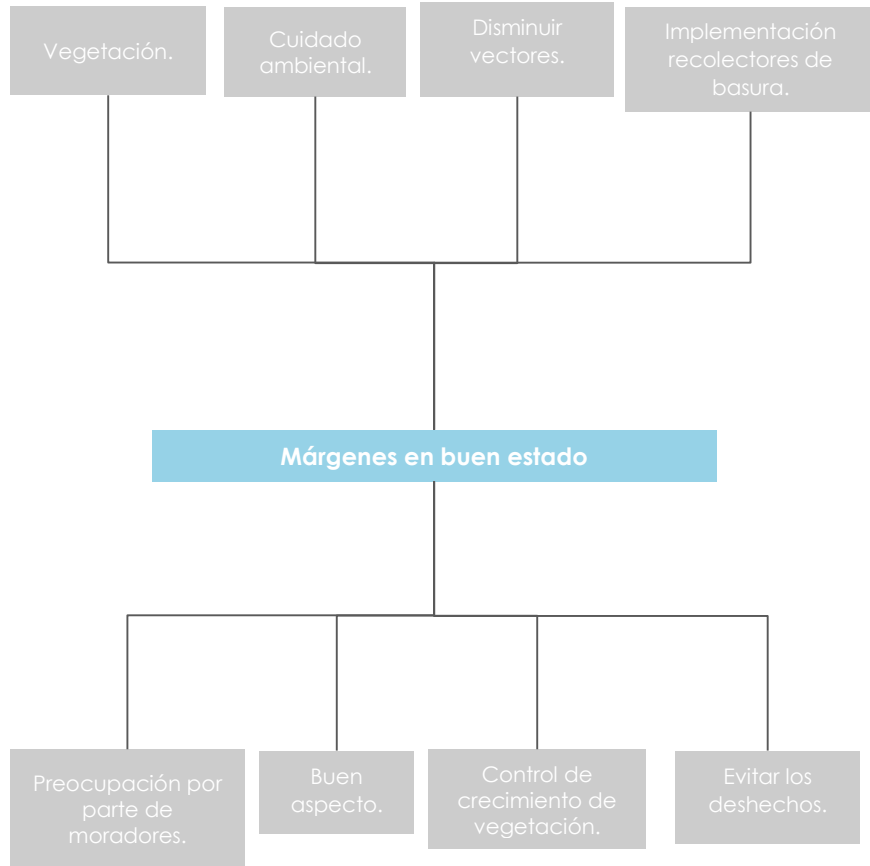 Vegetación.
Cuidado
ambiental.
Disminuir
vectores.
Implementación
recolectores de
basura.
Márgenes en buen estado
Preocupación por
parte de
moradores.
Buen
aspecto.
Control de
crecimiento de
vegetación.
Evitar los
deshechos.